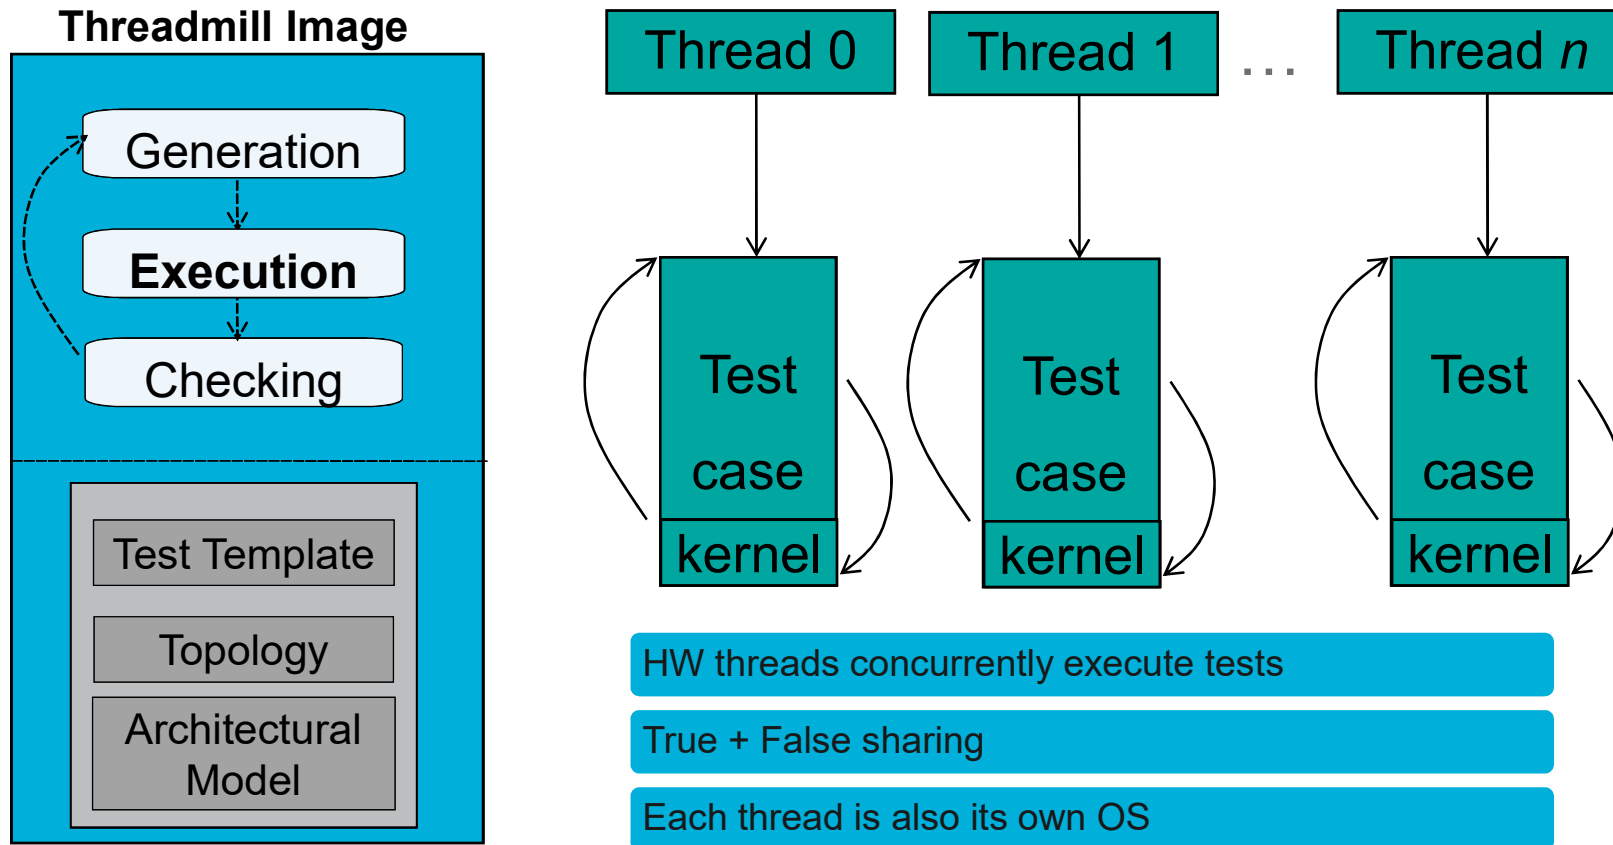 Threadmill Image
Generation
Execution
Checking
Test Template
Topology
Architectural
Model
Thread 0
Thread 1
...
Thread n
Test
case
kernel
Test
case
kernel
Test
case
kernel
HW threads concurrently execute tests
True + False sharing
Each thread is also its own OS